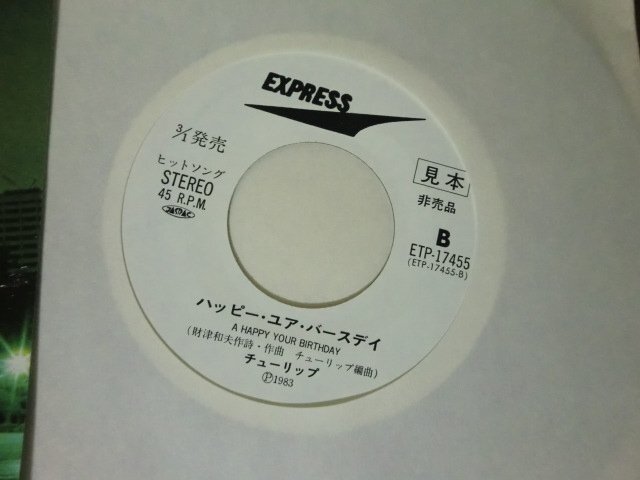 EXPRESS
3/1発売
ヒットソング
STEREO
45 R.P.M.
JASRAC
見本
非売品
B
ETP-17455
(ETP-17455-B)
ハッピー・ユア・バースデイ
A HAPPY YOUR BIRTHDAY
(財津和夫作詩・作曲 チューリップ編曲)
チューリップ
Ⓟ1983